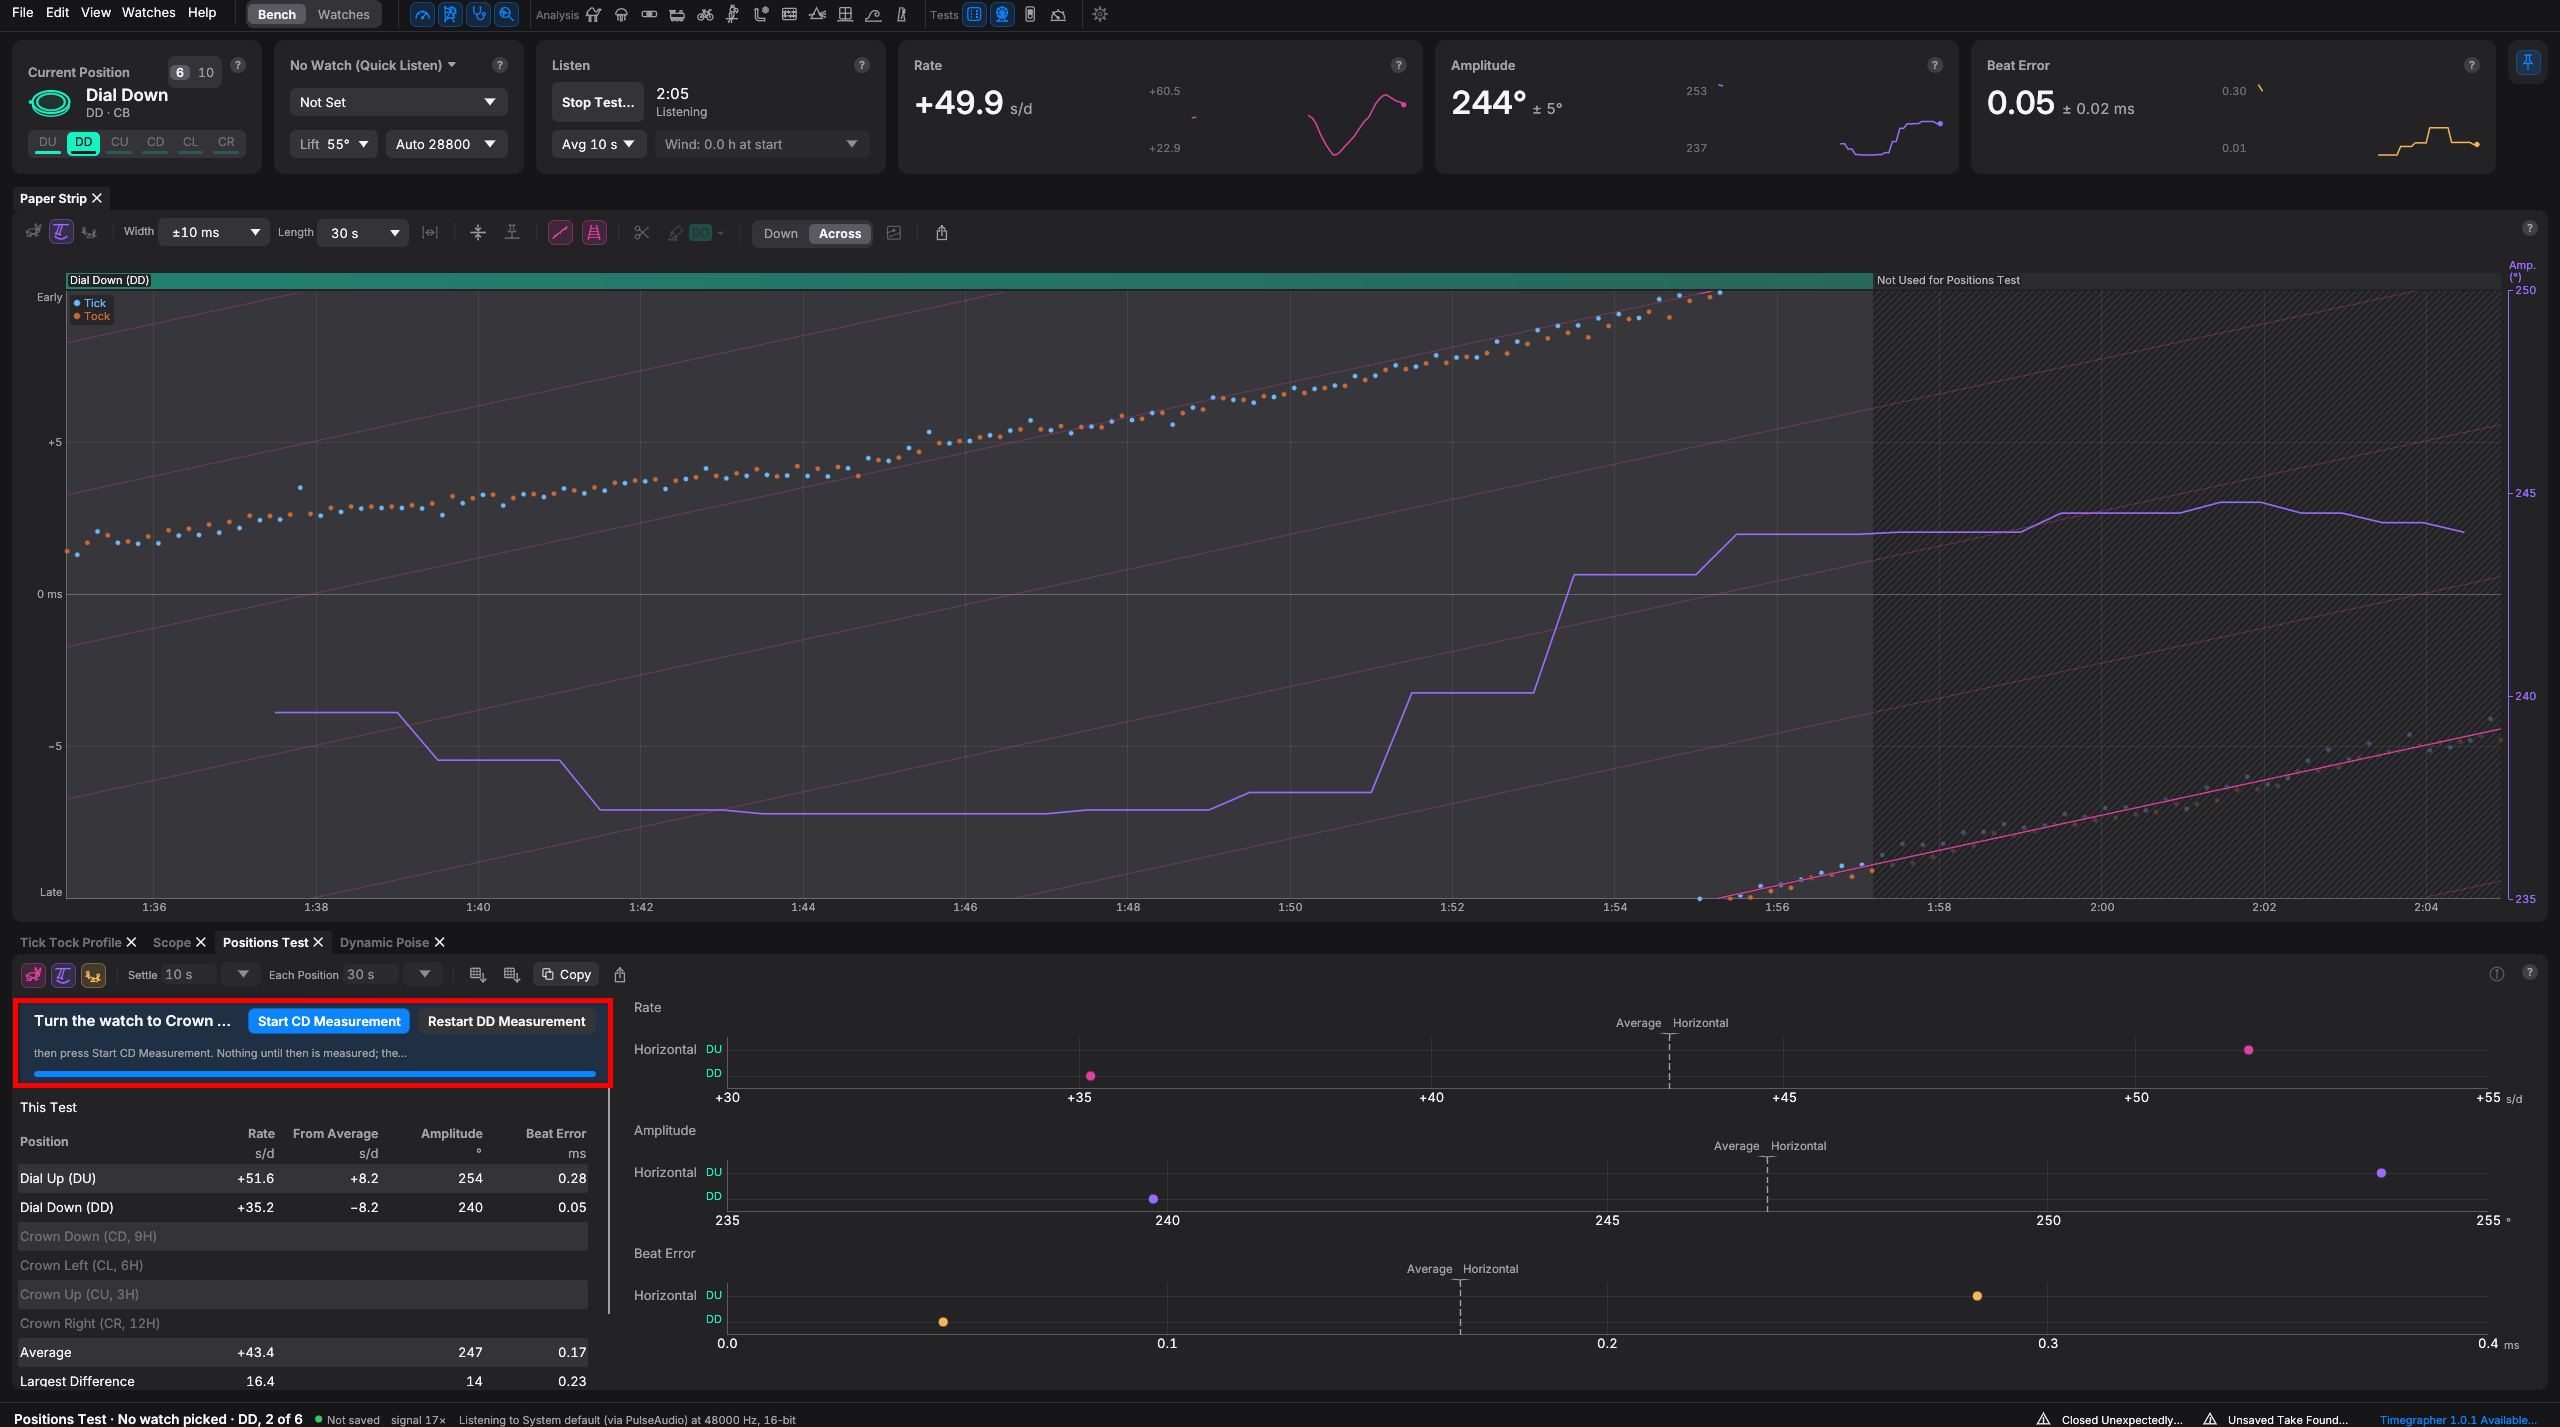 File Edit View Watches Help Bench Watches Analysis Tests
Current Position 6 10 ?
Dial Down
DD · CB
DU DD CU CD CL CR
No Watch (Quick Listen) ?
Not Set
Lift 55° Auto 28800
Listen ?
Stop Test... 2:05
Listening
Avg 10 s Wind: 0.0 h at start
Rate ?
+49.9 s/d
+60.5
+22.9
Amplitude ?
244° ± 5°
253
237
Beat Error ?
0.05 ± 0.02 ms
0.30
0.01
Paper Strip
Width ±10 ms Length 30 s DD Down Across ?
Dial Down (DD) Not Used for Positions Test
Amp.
(°)
Early
Tick
Tock
+5
0 ms
−5
Late
250
245
240
235
1:36 1:38 1:40 1:42 1:44 1:46 1:48 1:50 1:52 1:54 1:56 1:58 2:00 2:02 2:04
Tick Tock Profile Scope Positions Test Dynamic Poise
Settle 10 s Each Position 30 s Copy ?
Turn the watch to Crown ... Start CD Measurement Restart DD Measurement
then press Start CD Measurement. Nothing until then is measured; the...
This Test
Position Rate From Average Amplitude Beat Error
s/d s/d ° ms
Dial Up (DU) +51.6 +8.2 254 0.28
Dial Down (DD) +35.2 −8.2 240 0.05
Crown Down (CD, 9H)
Crown Left (CL, 6H)
Crown Up (CU, 3H)
Crown Right (CR, 12H)
Average +43.4 247 0.17
Largest Difference 16.4 14 0.23
Rate
Average Horizontal
Horizontal DU
DD
+30 +35 +40 +45 +50 +55 s/d
Amplitude
Average Horizontal
Horizontal DU
DD
235 240 245 250 255 °
Beat Error
Average Horizontal
Horizontal DU
DD
0.0 0.1 0.2 0.3 0.4 ms
Positions Test · No watch picked · DD, 2 of 6 Not saved signal 17× Listening to System default (via PulseAudio) at 48000 Hz, 16-bit Closed Unexpectedly... Unsaved Take Found... Timegrapher 1.0.1 Available...